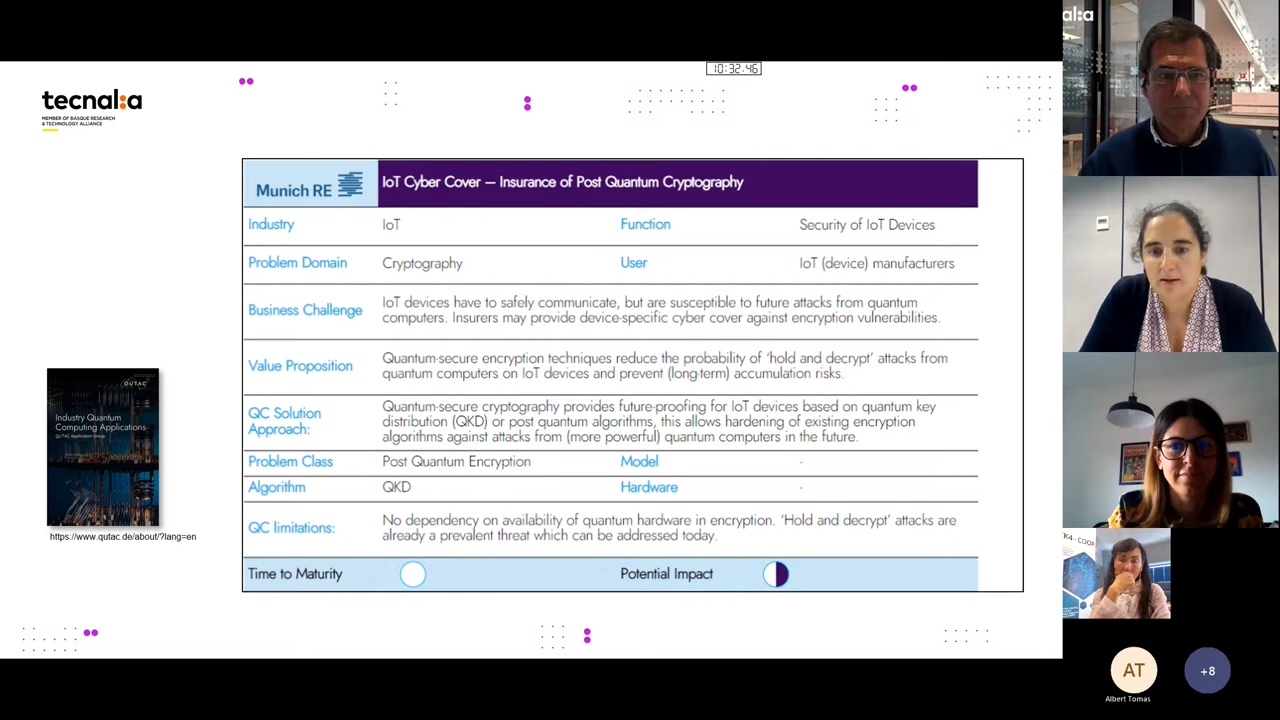 10:32:46
tecnal:a
MEMBER OF BASQUE RESEARCH
& TECHNOLOGY ALLIANCE
Munich RE
IoT Cyber Cover – Insurance of Post Quantum Cryptography
Industry IoT Function Security of IoT Devices
Problem Domain Cryptography User IoT (device) manufacturers
Business Challenge
IoT devices have to safely communicate, but are susceptible to future attacks from quantum
computers. Insurers may provide device-specific cyber cover against encryption vulnerabilities.
Value Proposition
Quantum-secure encryption techniques reduce the probability of 'hold and decrypt' attacks from
quantum computers on IoT devices and prevent (long-term) accumulation risks.
QC Solution
Approach:
Quantum-secure cryptography provides future-proofing for IoT devices based on quantum key
distribution (QKD) or post quantum algorithms, this allows hardening of existing encryption
algorithms against attacks from (more powerful) quantum computers in the future.
Problem Class Post Quantum Encryption Model -
Algorithm QKD Hardware -
QC limitations:
No dependency on availability of quantum hardware in encryption. 'Hold and decrypt' attacks are
already a prevalent threat which can be addressed today.
Time to Maturity Potential Impact
QUTAC
Industry Quantum
Computing Applications
QUTAC Application Group
https://www.qutac.de/about/?lang=en
al:a
K4-COOP
AT
+8
Albert Tomas